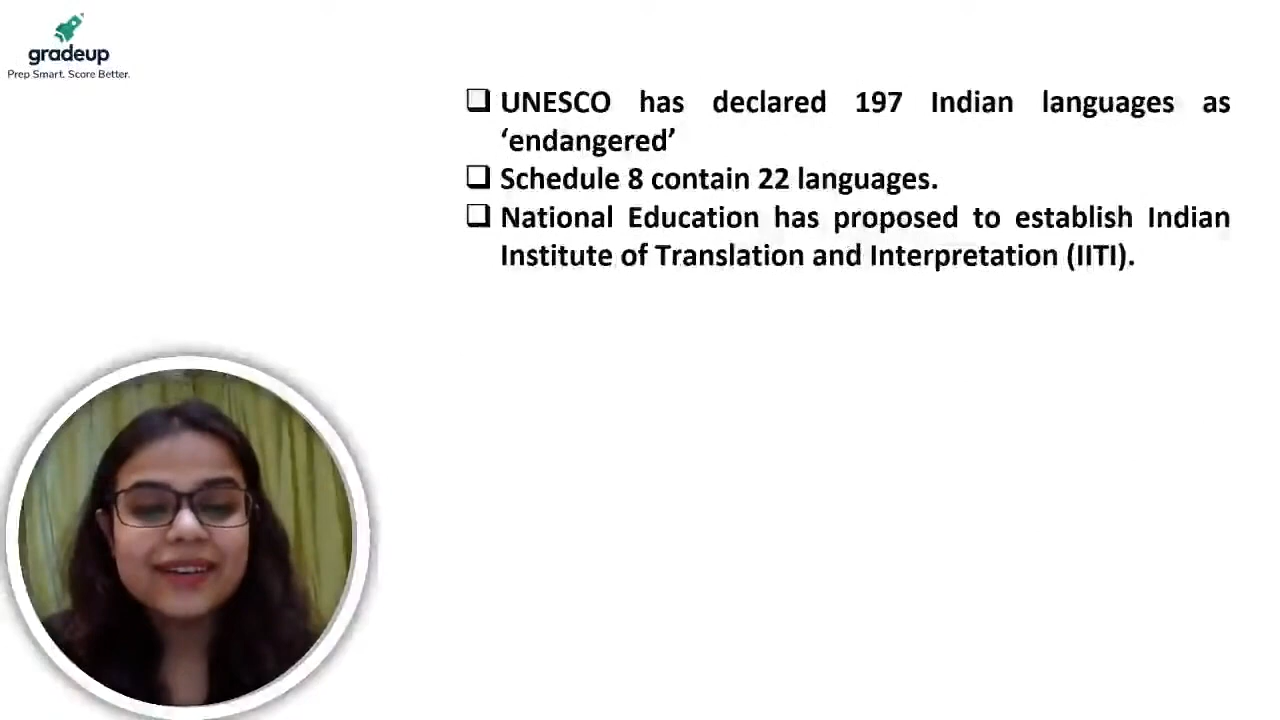 gradeup
Prep Smart. Score Better.
❑ UNESCO has declared 197 Indian languages as
‘endangered’
❑ Schedule 8 contain 22 languages.
❑ National Education has proposed to establish Indian
Institute of Translation and Interpretation (IITI).